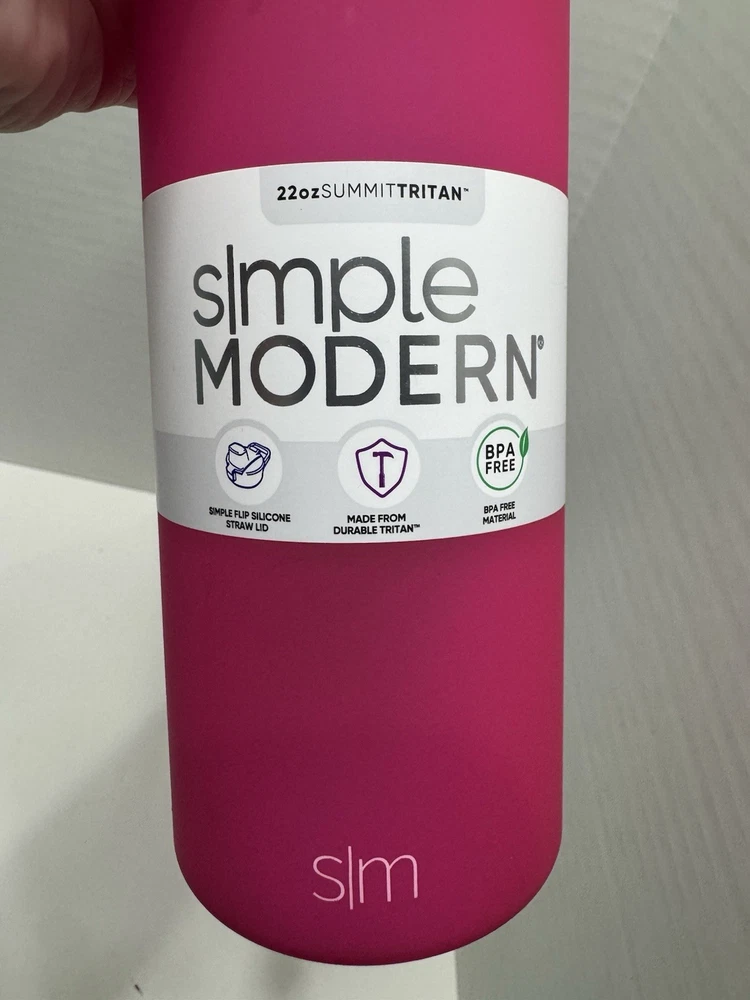 22ozSUMMITTRITAN™
sImple
MODERN®
BPA
FREE
SIMPLE FLIP SILICONE
STRAW LID
MADE FROM
DURABLE TRITAN™
BPA FREE
MATERIAL
s|m